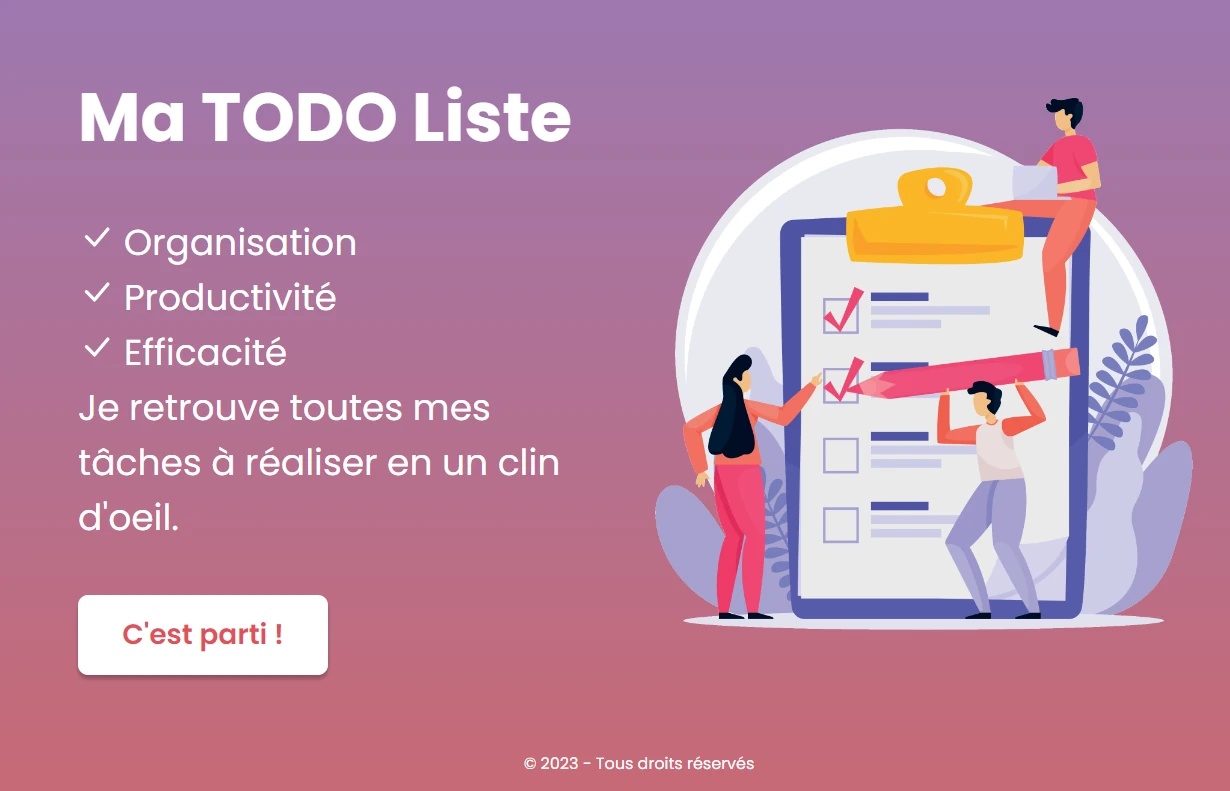 Ma TODO Liste
Organisation
Productivité
Efficacité
Je retrouve toutes mes
tâches à réaliser en un clin
d'oeil.
C'est parti !
© 2023 - Tous droits réservés